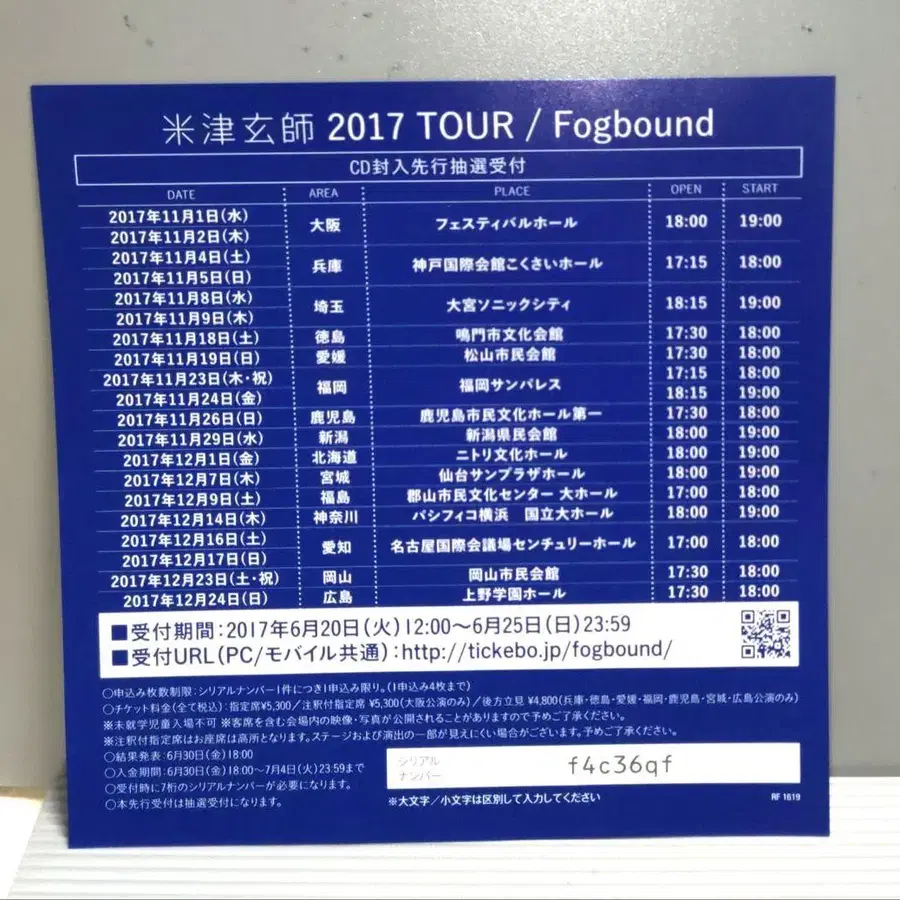 米津玄師 2017 TOUR / Fogbound
CD封入先行抽選受付
DATE AREA PLACE OPEN START
2017年11月1日(水) 大阪 フェスティバルホール 18:00 19:00
2017年11月2日(木)
2017年11月4日(土) 兵庫 神戸国際会館こくさいホール 17:15 18:00
2017年11月5日(日)
2017年11月8日(水) 埼玉 大宮ソニックシティ 18:15 19:00
2017年11月9日(木)
2017年11月18日(土) 徳島 鳴門市文化会館 17:30 18:00
2017年11月19日(日) 愛媛 松山市民会館 17:30 18:00
2017年11月23日(木・祝) 福岡 福岡サンパレス 17:15 18:00
2017年11月24日(金) 18:15 19:00
2017年11月26日(日) 鹿児島 鹿児島市民文化ホール第一 17:30 18:00
2017年11月29日(水) 新潟 新潟県民会館 18:00 19:00
2017年12月1日(金) 北海道 ニトリ文化ホール 18:00 19:00
2017年12月7日(木) 宮城 仙台サンプラザホール 18:00 19:00
2017年12月9日(土) 福島 郡山市民文化センター 大ホール 17:00 18:00
2017年12月14日(木) 神奈川 パシフィコ横浜 国立大ホール 18:00 19:00
2017年12月16日(土) 愛知 名古屋国際会議場センチュリーホール 17:00 18:00
2017年12月17日(日)
2017年12月23日(土・祝) 岡山 岡山市民会館 17:30 18:00
2017年12月24日(日) 広島 上野学園ホール 17:30 18:00
■受付期間：2017年6月20日(火)12:00～6月25日(日)23:59
■受付URL(PC/モバイル共通)：http://tickebo.jp/fogbound/
○申込み枚数制限：シリアルナンバー1件につき1申込み限り。(1申込み4枚まで)
○チケット料金(全て税込)：指定席¥5,300／注釈付指定席 ¥5,300(大阪公演のみ)／後方立見 ¥4,800(兵庫・徳島・愛媛・福岡・鹿児島・宮城・広島公演のみ)
※未就学児童入場不可 ※客席を含む会場内の映像・写真が公開されることがありますので予めご了承ください。
※注釈付指定席はお座席は高所となります。ステージおよび演出の一部が見えにくい場合がございます。予めご了承ください。
○結果発表：6月30日(金)18:00
○入金期間：6月30日(金)18:00～7月4日(火)23:59まで
○受付時に7桁のシリアルナンバーが必要になります。
○本先行受付は抽選受付になります。
シリアル
ナンバー
f4c36qf
※大文字／小文字は区別して入力してください
RF 1619